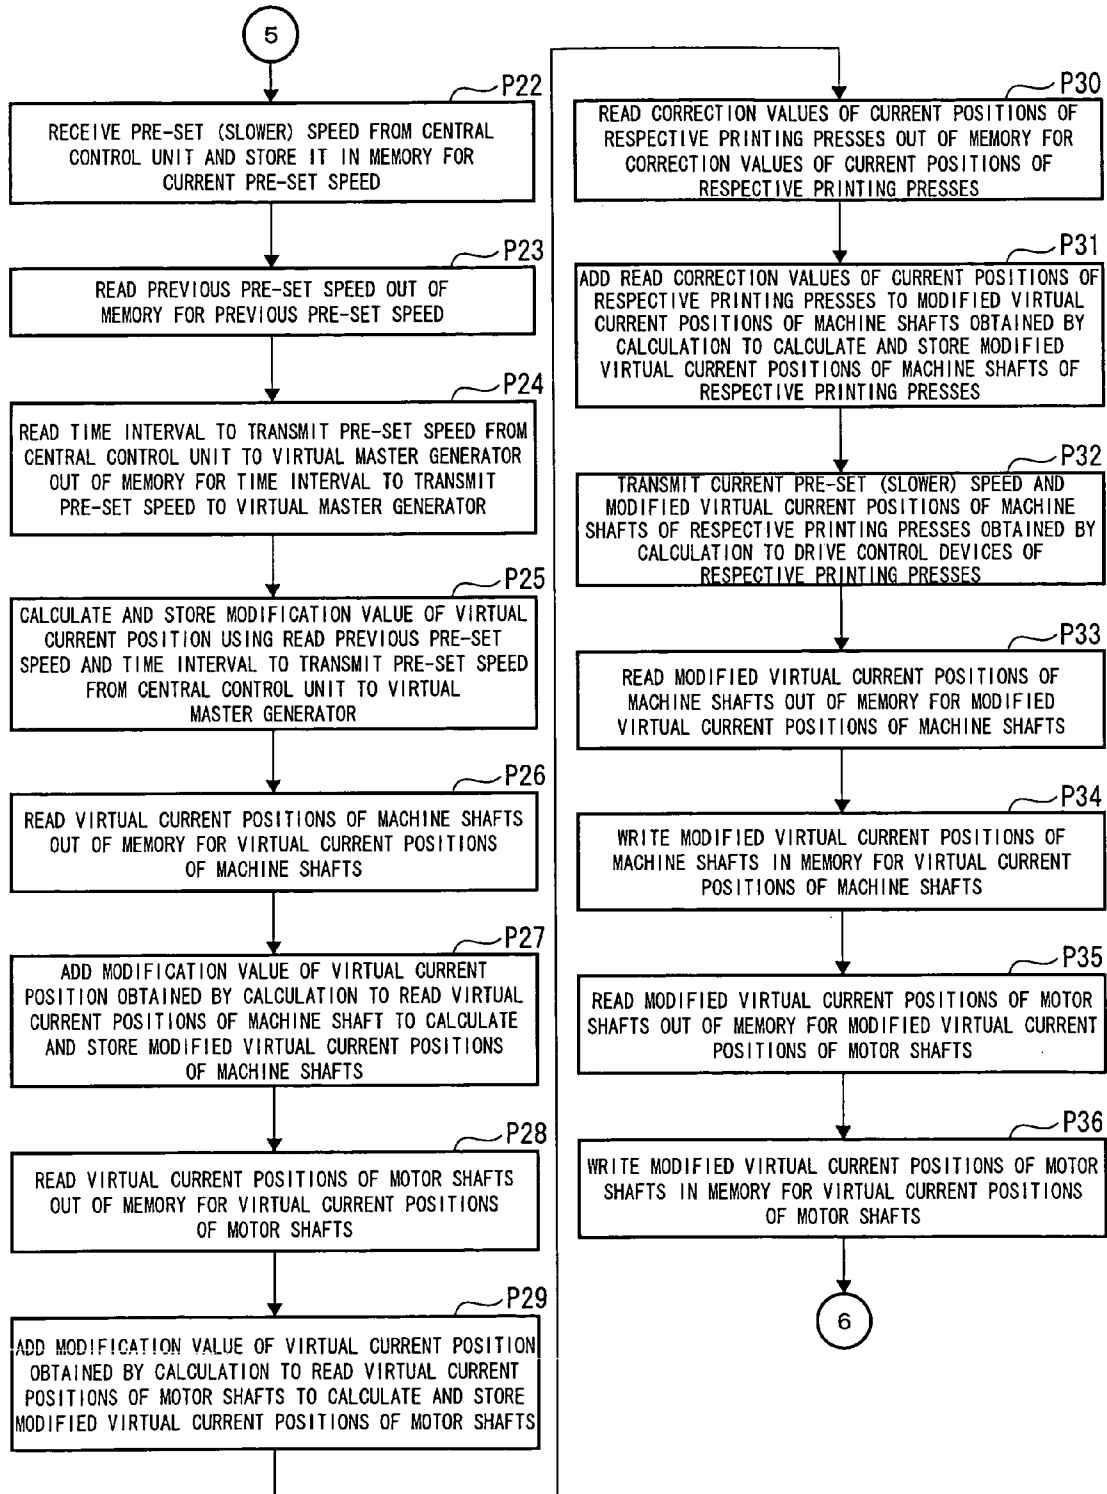 5
P22
RECEIVE PRE-SET (SLOWER) SPEED FROM CENTRAL
CONTROL UNIT AND STORE IT IN MEMORY FOR
CURRENT PRE-SET SPEED
P23
READ PREVIOUS PRE-SET SPEED OUT OF
MEMORY FOR PREVIOUS PRE-SET SPEED
P24
READ TIME INTERVAL TO TRANSMIT PRE-SET SPEED FROM
CENTRAL CONTROL UNIT TO VIRTUAL MASTER GENERATOR
OUT OF MEMORY FOR TIME INTERVAL TO TRANSMIT
PRE-SET SPEED TO VIRTUAL MASTER GENERATOR
P25
CALCULATE AND STORE MODIFICATION VALUE OF VIRTUAL
CURRENT POSITION USING READ PREVIOUS PRE-SET
SPEED AND TIME INTERVAL TO TRANSMIT PRE-SET SPEED
FROM CENTRAL CONTROL UNIT TO VIRTUAL
MASTER GENERATOR
P26
READ VIRTUAL CURRENT POSITIONS OF MACHINE SHAFTS
OUT OF MEMORY FOR VIRTUAL CURRENT POSITIONS
OF MACHINE SHAFTS
P27
ADD MODIFICATION VALUE OF VIRTUAL CURRENT
POSITION OBTAINED BY CALCULATION TO READ VIRTUAL
CURRENT POSITIONS OF MACHINE SHAFT TO CALCULATE
AND STORE MODIFIED VIRTUAL CURRENT POSITIONS
OF MACHINE SHAFTS
P28
READ VIRTUAL CURRENT POSITIONS OF MOTOR SHAFTS
OUT OF MEMORY FOR VIRTUAL CURRENT POSITIONS
OF MOTOR SHAFTS
P29
ADD MODIFICATION VALUE OF VIRTUAL CURRENT POSITION
OBTAINED BY CALCULATION TO READ VIRTUAL CURRENT
POSITIONS OF MOTOR SHAFTS TO CALCULATE AND STORE
MODIFIED VIRTUAL CURRENT POSITIONS OF MOTOR SHAFTS
P30
READ CORRECTION VALUES OF CURRENT POSITIONS OF
RESPECTIVE PRINTING PRESSES OUT OF MEMORY FOR
CORRECTION VALUES OF CURRENT POSITIONS OF
RESPECTIVE PRINTING PRESSES
P31
ADD READ CORRECTION VALUES OF CURRENT POSITIONS OF
RESPECTIVE PRINTING PRESSES TO MODIFIED VIRTUAL
CURRENT POSITIONS OF MACHINE SHAFTS OBTAINED BY
CALCULATION TO CALCULATE AND STORE MODIFIED
VIRTUAL CURRENT POSITIONS OF MACHINE SHAFTS OF
RESPECTIVE PRINTING PRESSES
P32
TRANSMIT CURRENT PRE-SET (SLOWER) SPEED AND
MODIFIED VIRTUAL CURRENT POSITIONS OF MACHINE
SHAFTS OF RESPECTIVE PRINTING PRESSES OBTAINED BY
CALCULATION TO DRIVE CONTROL DEVICES OF
RESPECTIVE PRINTING PRESSES
P33
READ MODIFIED VIRTUAL CURRENT POSITIONS OF
MACHINE SHAFTS OUT OF MEMORY FOR MODIFIED
VIRTUAL CURRENT POSITIONS OF MACHINE SHAFTS
P34
WRITE MODIFIED VIRTUAL CURRENT POSITIONS OF
MACHINE SHAFTS IN MEMORY FOR VIRTUAL CURRENT
POSITIONS OF MACHINE SHAFTS
P35
READ MODIFIED VIRTUAL CURRENT POSITIONS OF MOTOR
SHAFTS OUT OF MEMORY FOR MODIFIED VIRTUAL CURRENT
POSITIONS OF MOTOR SHAFTS
P36
WRITE MODIFIED VIRTUAL CURRENT POSITIONS OF MOTOR
SHAFTS IN MEMORY FOR VIRTUAL CURRENT POSITIONS
OF MOTOR SHAFTS
6